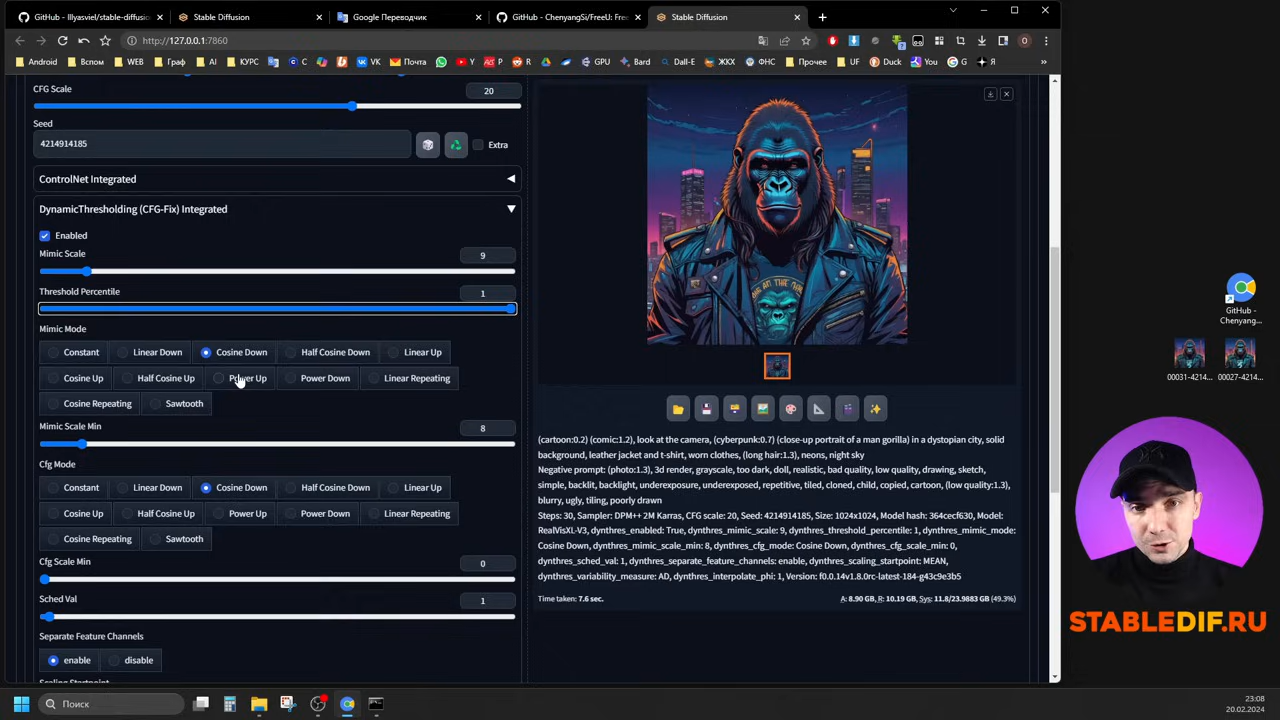 GitHub - lllyasviel/stable-diffusio
Stable Diffusion
Google Переводчик
GitHub - ChenyangSi/FreeU: Free
Stable Diffusion
http://127.0.0.1:7860
Android
Вспом
WEB
Граф
AI
КУРС
G
C
VK
Почта
Y
P
R
GPU
Bard
Dall-E
ЖКХ
ФНС
Прочее
UF
Duck
You
Я
CFG Scale
20
Seed
4214914185
Extra
ControlNet Integrated
DynamicThresholding (CFG-Fix) Integrated
Enabled
Mimic Scale
9
Threshold Percentile
1
Mimic Mode
Constant
Linear Down
Cosine Down
Half Cosine Down
Linear Up
Cosine Up
Half Cosine Up
Power Up
Power Down
Linear Repeating
Cosine Repeating
Sawtooth
Mimic Scale Min
8
Cfg Mode
Constant
Linear Down
Cosine Down
Half Cosine Down
Linear Up
Cosine Up
Half Cosine Up
Power Up
Power Down
Linear Repeating
Cosine Repeating
Sawtooth
Cfg Scale Min
0
Sched Val
1
Separate Feature Channels
enable
disable
Scaling Startpoint
(cartoon:0.2) (comic:1.2), look at the camera, (cyberpunk:0.7) (close-up portrait of a man gorilla) in a dystopian city, solid
background, leather jacket and t-shirt, worn clothes, (long hair:1.3), neons, night sky
Negative prompt: (photo:1.3), 3d render, grayscale, too dark, doll, realistic, bad quality, low quality, drawing, sketch,
simple, backlit, backlight, underexposure, underexposed, repetitive, tiled, cloned, child, copied, cartoon, (low quality:1.3),
blurry, ugly, tiling, poorly drawn
Steps: 30, Sampler: DPM++ 2M Karras, CFG scale: 20, Seed: 4214914185, Size: 1024x1024, Model hash: 364cecf630, Model:
RealVisXL-V3, dynthres_enabled: True, dynthres_mimic_scale: 9, dynthres_threshold_percentile: 1, dynthres_mimic_mode:
Cosine Down, dynthres_mimic_scale_min: 8, dynthres_cfg_mode: Cosine Down, dynthres_cfg_scale_min: 0,
dynthres_sched_val: 1, dynthres_separate_feature_channels: enable, dynthres_scaling_startpoint: MEAN,
dynthres_variability_measure: AD, dynthres_interpolate_phi: 1, Version: f0.0.14v1.8.0rc-latest-184-g43c9e3b5
Time taken: 7.6 sec.
A: 8.90 GB, R: 10.19 GB, Sys: 11.8/23.9883 GB (49.3%)
GitHub -
Chenyang...
00031-4214...
00027-4214...
STABLEDIF.RU
Поиск
23:08
20.02.2024